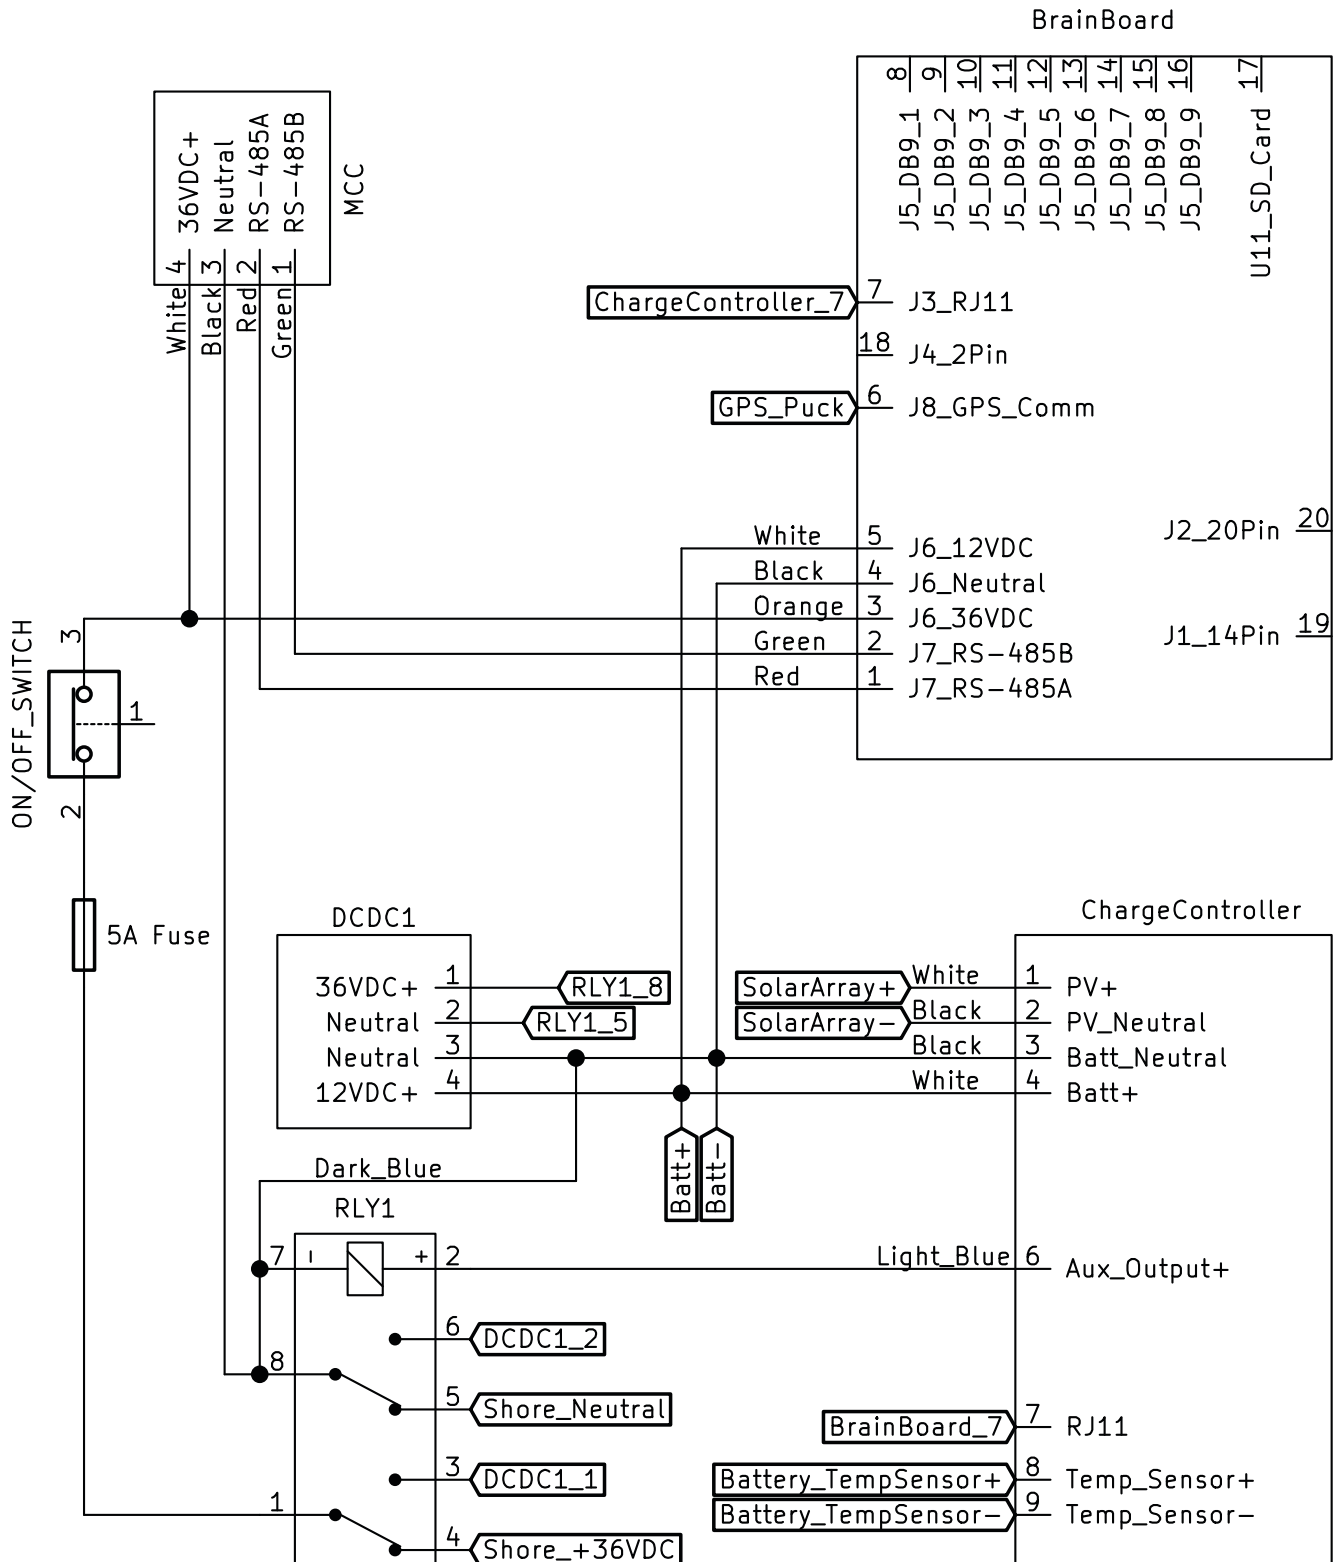 BrainBoard
8
9
10
11
12
13
14
15
16
17
J5_DB9_1
J5_DB9_2
J5_DB9_3
J5_DB9_4
J5_DB9_5
J5_DB9_6
J5_DB9_7
J5_DB9_8
J5_DB9_9
U11_SD_Card
36VDC+
Neutral
RS-485A
RS-485B
MCC
4
3
2
1
White
Black
Red
Green
ChargeController_7
7
J3_RJ11
18
J4_2Pin
GPS_Puck
6
J8_GPS_Comm
White
5
J6_12VDC
Black
4
J6_Neutral
Orange
3
J6_36VDC
Green
2
J7_RS-485B
Red
1
J7_RS-485A
J2_20Pin
20
J1_14Pin
19
ON/OFF_SWITCH
3
1
2
5A Fuse
DCDC1
36VDC+
1
RLY1_8
Neutral
2
RLY1_5
Neutral
3
12VDC+
4
ChargeController
SolarArray+
White
1
PV+
SolarArray-
Black
2
PV_Neutral
Black
3
Batt_Neutral
White
4
Batt+
Batt+
Batt-
Dark_Blue
RLY1
7
-
+
2
Light_Blue
6
Aux_Output+
6
DCDC1_2
8
5
Shore_Neutral
3
DCDC1_1
1
4
Shore_+36VDC
BrainBoard_7
7
RJ11
Battery_TempSensor+
8
Temp_Sensor+
Battery_TempSensor-
9
Temp_Sensor-